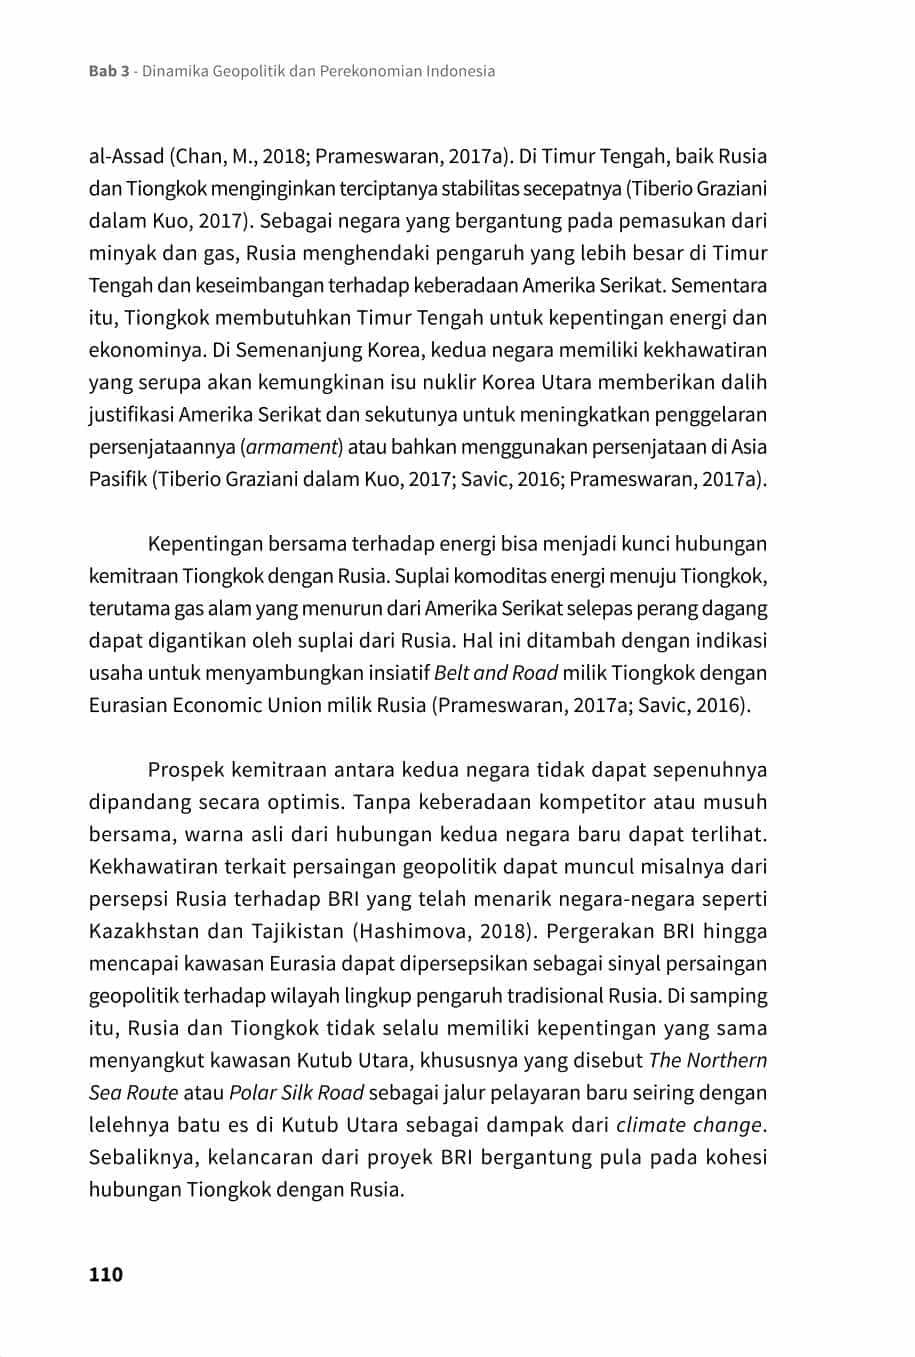 Bab 3 - Dinamika Geopolitik dan Perekonomian Indonesia
al-Assad (Chan, M., 2018; Prameswaran, 2017a). Di Timur Tengah, baik Rusia
dan Tiongkok menginginkan terciptanya stabilitas secepatnya (Tiberio Graziani
dalam Kuo, 2017). Sebagai negara yang bergantung pada pemasukan dari
minyak dan gas, Rusia menghendaki pengaruh yang lebih besar di Timur
Tengah dan keseimbangan terhadap keberadaan Amerika Serikat. Sementara
itu, Tiongkok membutuhkan Timur Tengah untuk kepentingan energi dan
ekonominya. Di Semenanjung Korea, kedua negara memiliki kekhawatiran
yang serupa akan kemungkinan isu nuklir Korea Utara memberikan dalih
justifikasi Amerika Serikat dan sekutunya untuk meningkatkan penggelaran
persenjataannya (armament) atau bahkan menggunakan persenjataan di Asia
Pasifik (Tiberio Graziani dalam Kuo, 2017; Savic, 2016; Prameswaran, 2017a).
Kepentingan bersama terhadap energi bisa menjadi kunci hubungan
kemitraan Tiongkok dengan Rusia. Suplai komoditas energi menuju Tiongkok,
terutama gas alam yang menurun dari Amerika Serikat selepas perang dagang
dapat digantikan oleh suplai dari Rusia. Hal ini ditambah dengan indikasi
usaha untuk menyambungkan insiatif Belt and Road milik Tiongkok dengan
Eurasian Economic Union milik Rusia (Prameswaran, 2017a; Savic, 2016).
Prospek kemitraan antara kedua negara tidak dapat sepenuhnya
dipandang secara optimis. Tanpa keberadaan kompetitor atau musuh
bersama, warna asli dari hubungan kedua negara baru dapat terlihat.
Kekhawatiran terkait persaingan geopolitik dapat muncul misalnya dari
persepsi Rusia terhadap BRI yang telah menarik negara-negara seperti
Kazakhstan dan Tajikistan (Hashimova, 2018). Pergerakan BRI hingga
mencapai kawasan Eurasia dapat dipersepsikan sebagai sinyal persaingan
geopolitik terhadap wilayah lingkup pengaruh tradisional Rusia. Di samping
itu, Rusia dan Tiongkok tidak selalu memiliki kepentingan yang sama
menyangkut kawasan Kutub Utara, khususnya yang disebut The Northern
Sea Route atau Polar Silk Road sebagai jalur pelayaran baru seiring dengan
lelehnya batu es di Kutub Utara sebagai dampak dari climate change.
Sebaliknya, kelancaran dari proyek BRI bergantung pula pada kohesi
hubungan Tiongkok dengan Rusia.
110